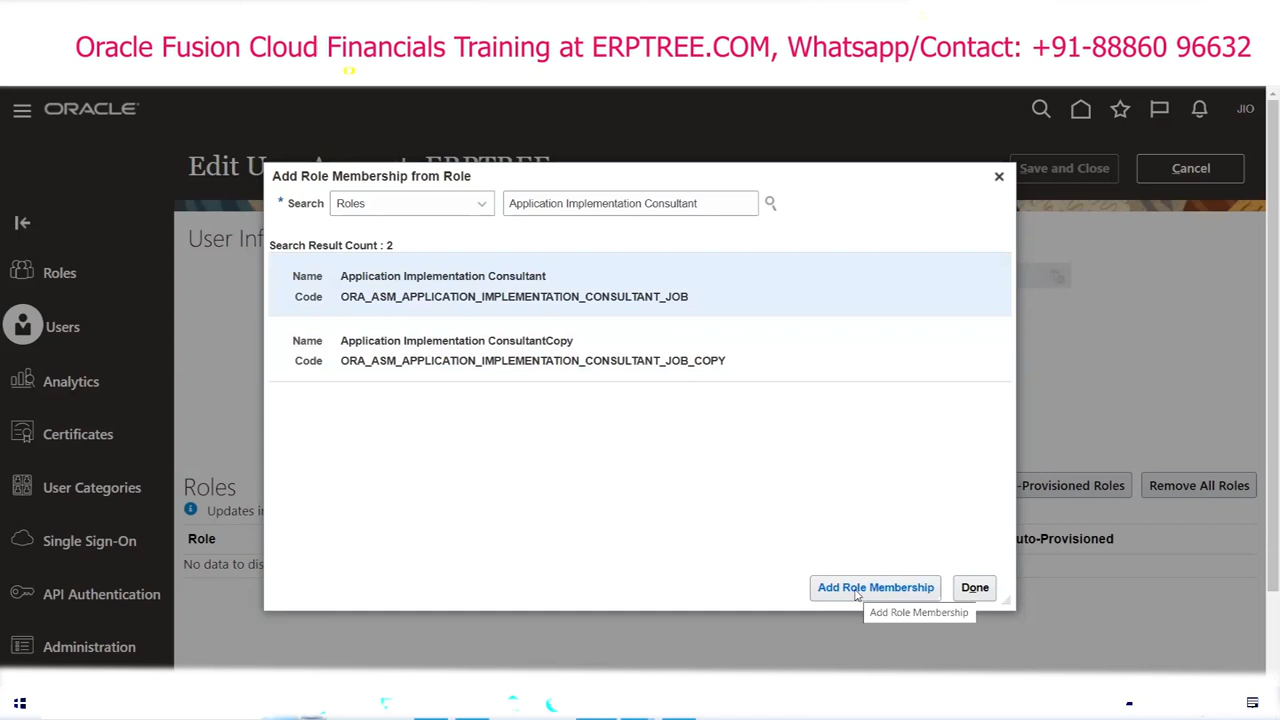 Oracle Fusion Cloud Financials Training at ERPTREE.COM, Whatsapp/Contact: +91-88860 96632
ORACLE
JIO
Save and Close
Cancel
Add Role Membership from Role
* Search
Roles
Application Implementation Consultant
Search Result Count : 2
Name Application Implementation Consultant
Code ORA_ASM_APPLICATION_IMPLEMENTATION_CONSULTANT_JOB
Name Application Implementation ConsultantCopy
Code ORA_ASM_APPLICATION_IMPLEMENTATION_CONSULTANT_JOB_COPY
Add Role Membership
Done
Add Role Membership
User Inf
Roles
Users
Analytics
Certificates
User Categories
Single Sign-On
API Authentication
Administration
Roles
-Provisioned Roles
Remove All Roles
Updates i
Role
uto-Provisioned
No data to dis